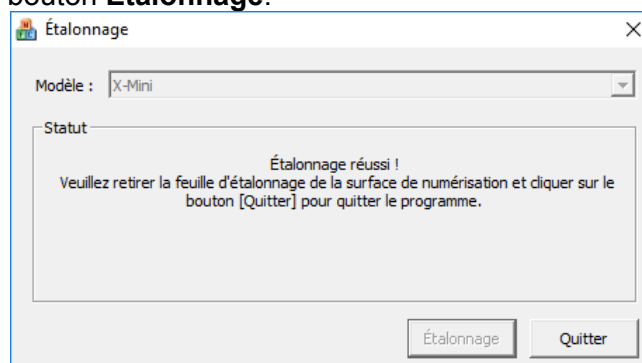 bouton Étalonnage.
Étalonnage
Modèle : X-Mini
Statut
Étalonnage réussi !
Veuillez retirer la feuille d'étalonnage de la surface de numérisation et cliquer sur le
bouton [Quitter] pour quitter le programme.
Étalonnage Quitter